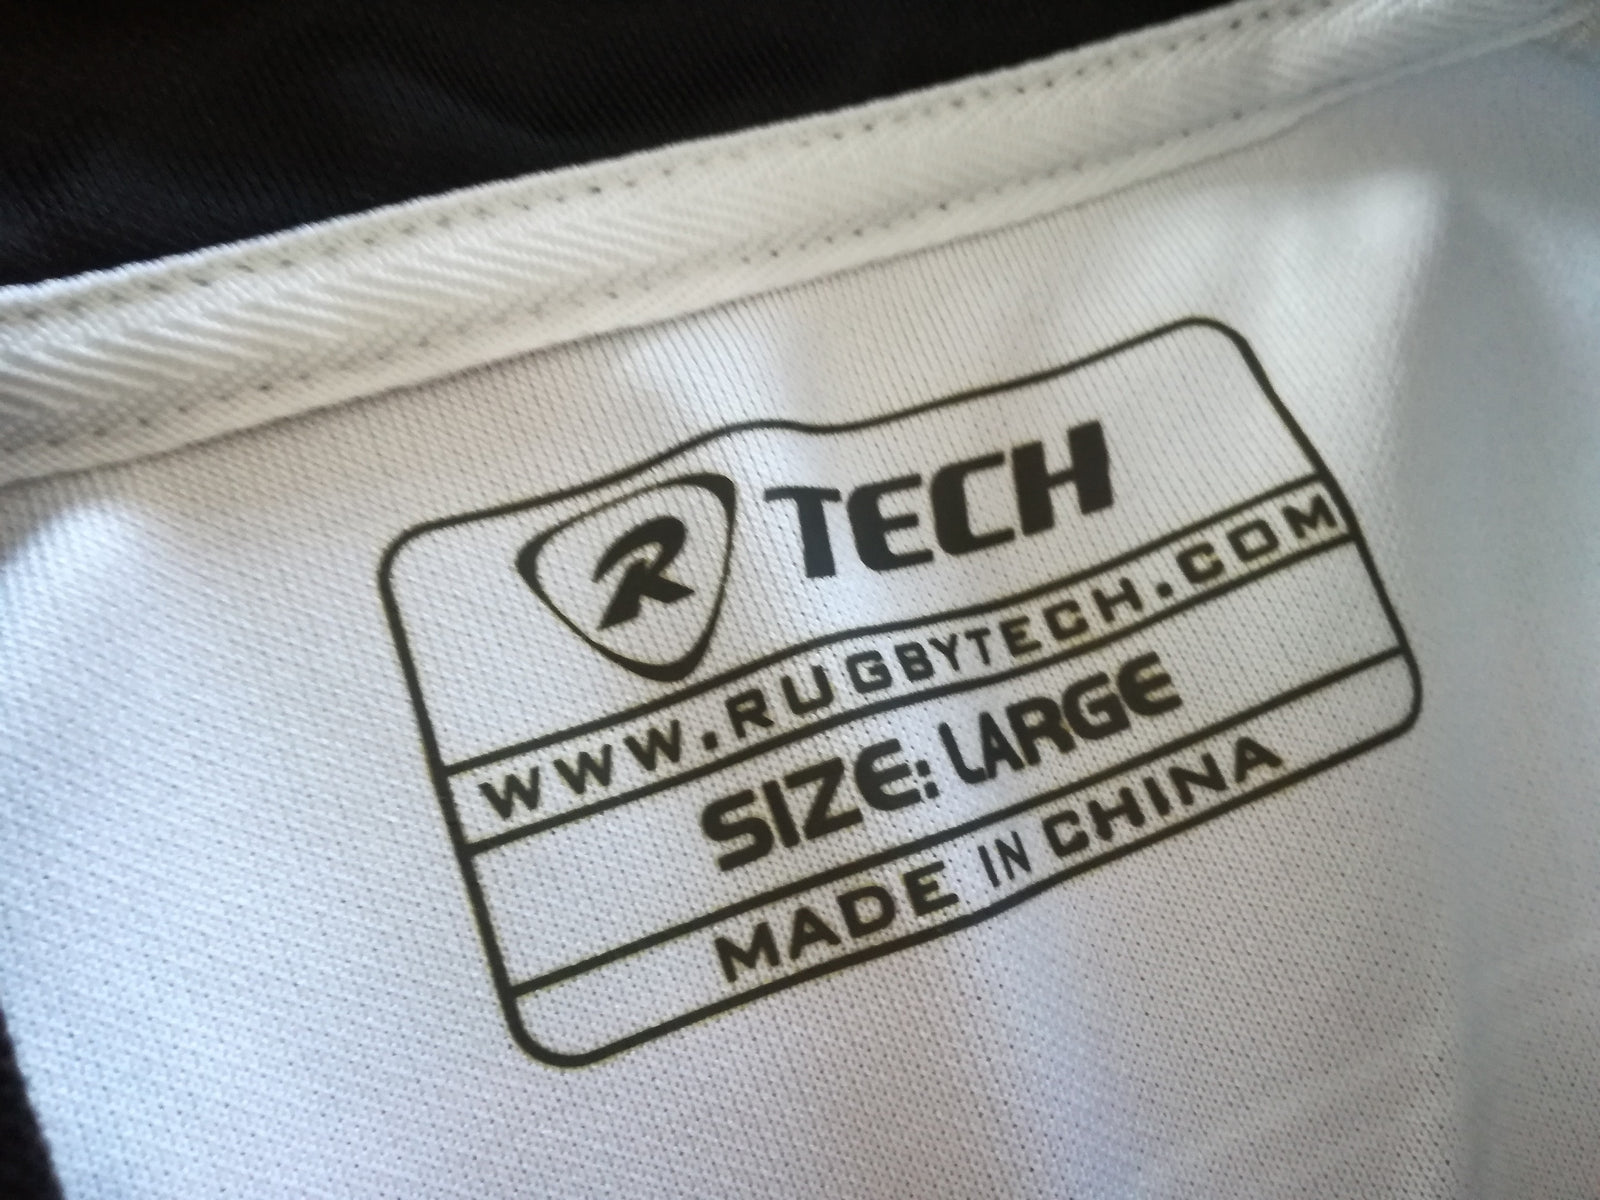 R TECH
WWW.RUGBYTECH.COM
SIZE: LARGE
MADE IN CHINA